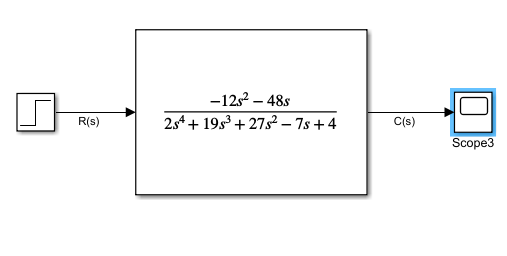 −12s² − 48s
2s⁴ + 19s³ + 27s² − 7s + 4
R(s)
C(s)
Scope3